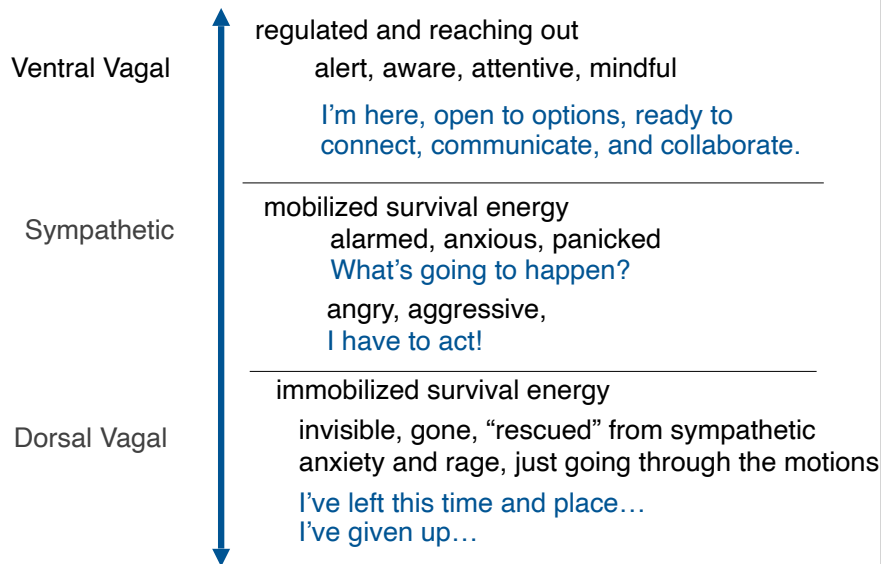 Ventral Vagal
regulated and reaching out
alert, aware, attentive, mindful
I'm here, open to options, ready to
connect, communicate, and collaborate.
Sympathetic
mobilized survival energy
alarmed, anxious, panicked
What's going to happen?
angry, aggressive,
I have to act!
Dorsal Vagal
immobilized survival energy
invisible, gone, “rescued” from sympathetic
anxiety and rage, just going through the motions
I've left this time and place…
I've given up…